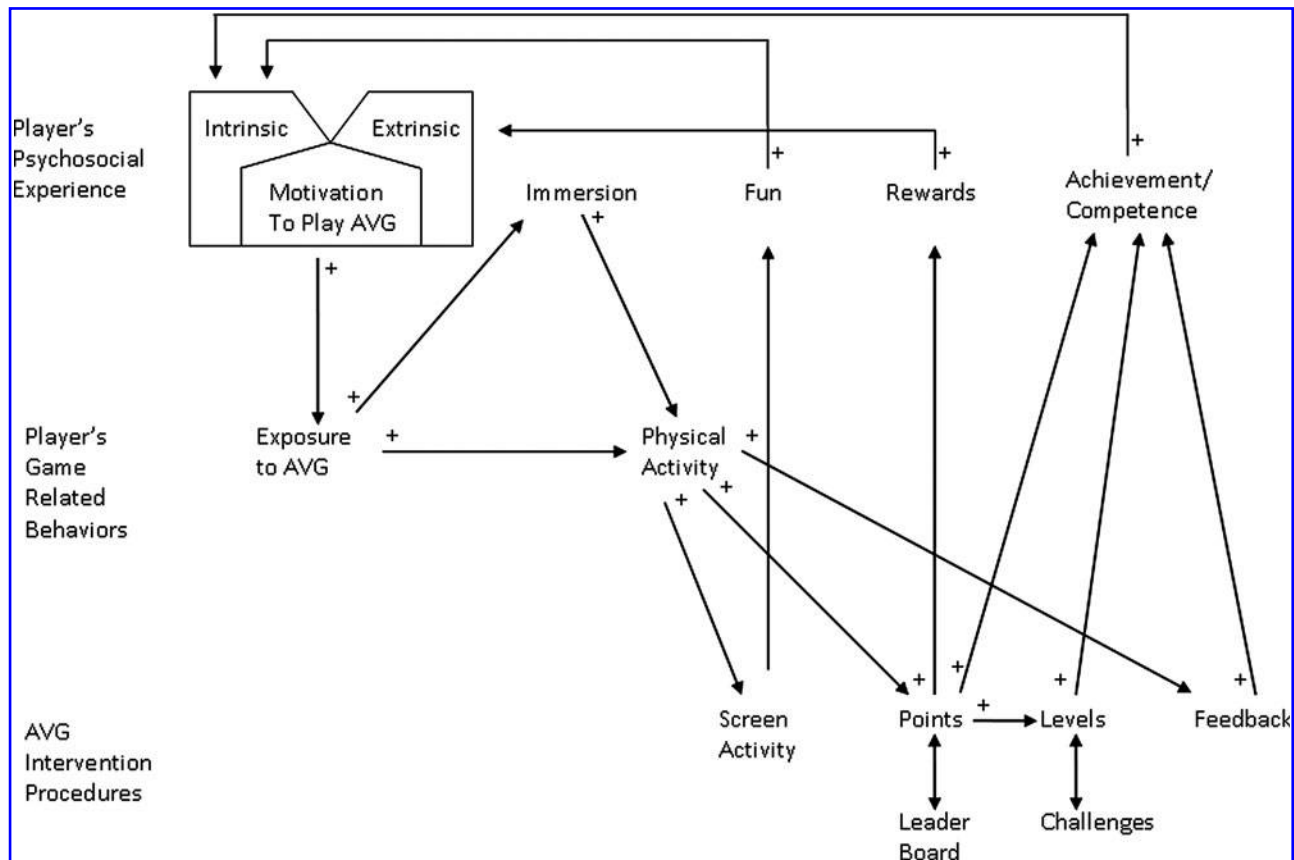 Player's
Psychosocial
Experience
Intrinsic
Extrinsic
Motivation
To Play AVG
+
Immersion
+
Fun
+
Rewards
+
Achievement/
Competence
+
Player's
Game
Related
Behaviors
Exposure
to AVG
+
+
Physical
Activity
+
+
+
AVG
Intervention
Procedures
Screen
Activity
Points
+
+
+
Levels
+
Feedback
+
Leader
Board
Challenges